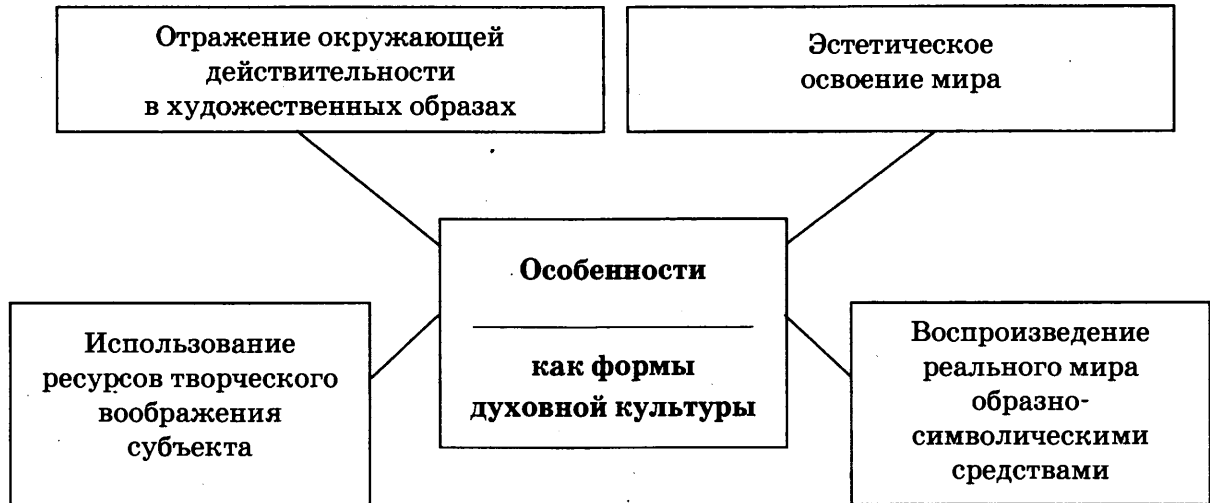 Отражение окружающей
действительности
в художественных образах
Эстетическое
освоение мира
Особенности
как формы
духовной культуры
Использование
ресурсов творческого
воображения
субъекта
Воспроизведение
реального мира
образно-
символическими
средствами